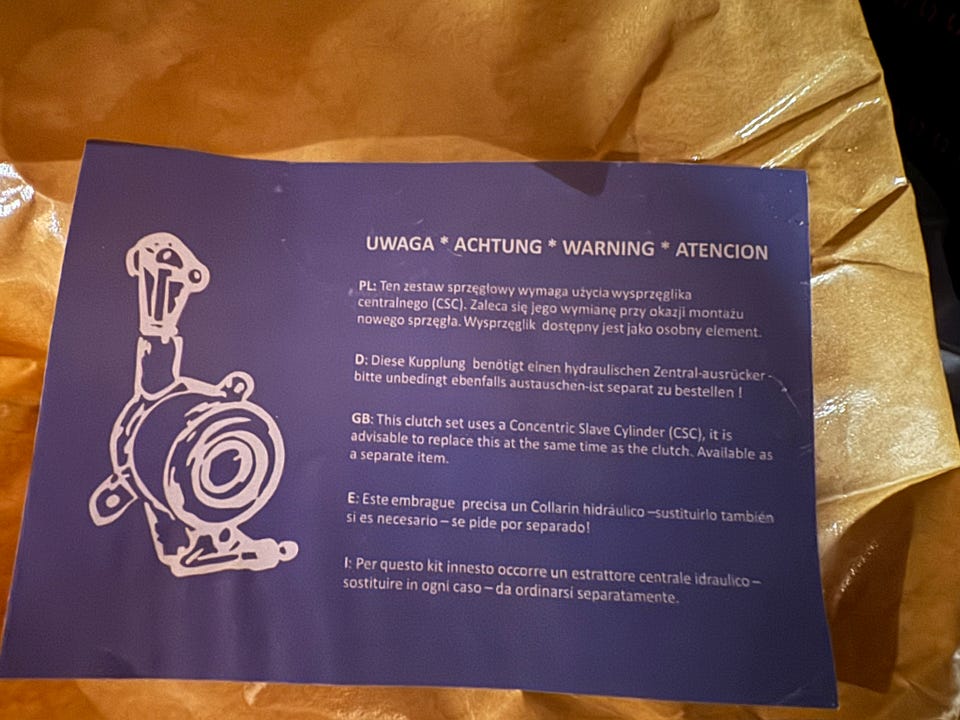 UWAGA * ACHTUNG * WARNING * ATENCION
PL: Ten zestaw sprzęgłowy wymaga użycia wysprzęglika
centralnego (CSC). Zaleca się jego wymianę przy okazji montażu
nowego sprzęgła. Wysprzęglik dostępny jest jako osobny element.
D: Diese Kupplung benötigt einen hydraulischen Zentral-ausrücker -
bitte unbedingt ebenfalls austauschen-ist separat zu bestellen !
GB: This clutch set uses a Concentric Slave Cylinder (CSC), it is
advisable to replace this at the same time as the clutch. Available as
a separate item.
E: Este embrague precisa un Collarin hidráulico –sustituirlo también
si es necesario – se pide por separado!
I: Per questo kit innesto occorre un estrattore centrale idraulico –
sostituire in ogni caso – da ordinarsi separatamente.